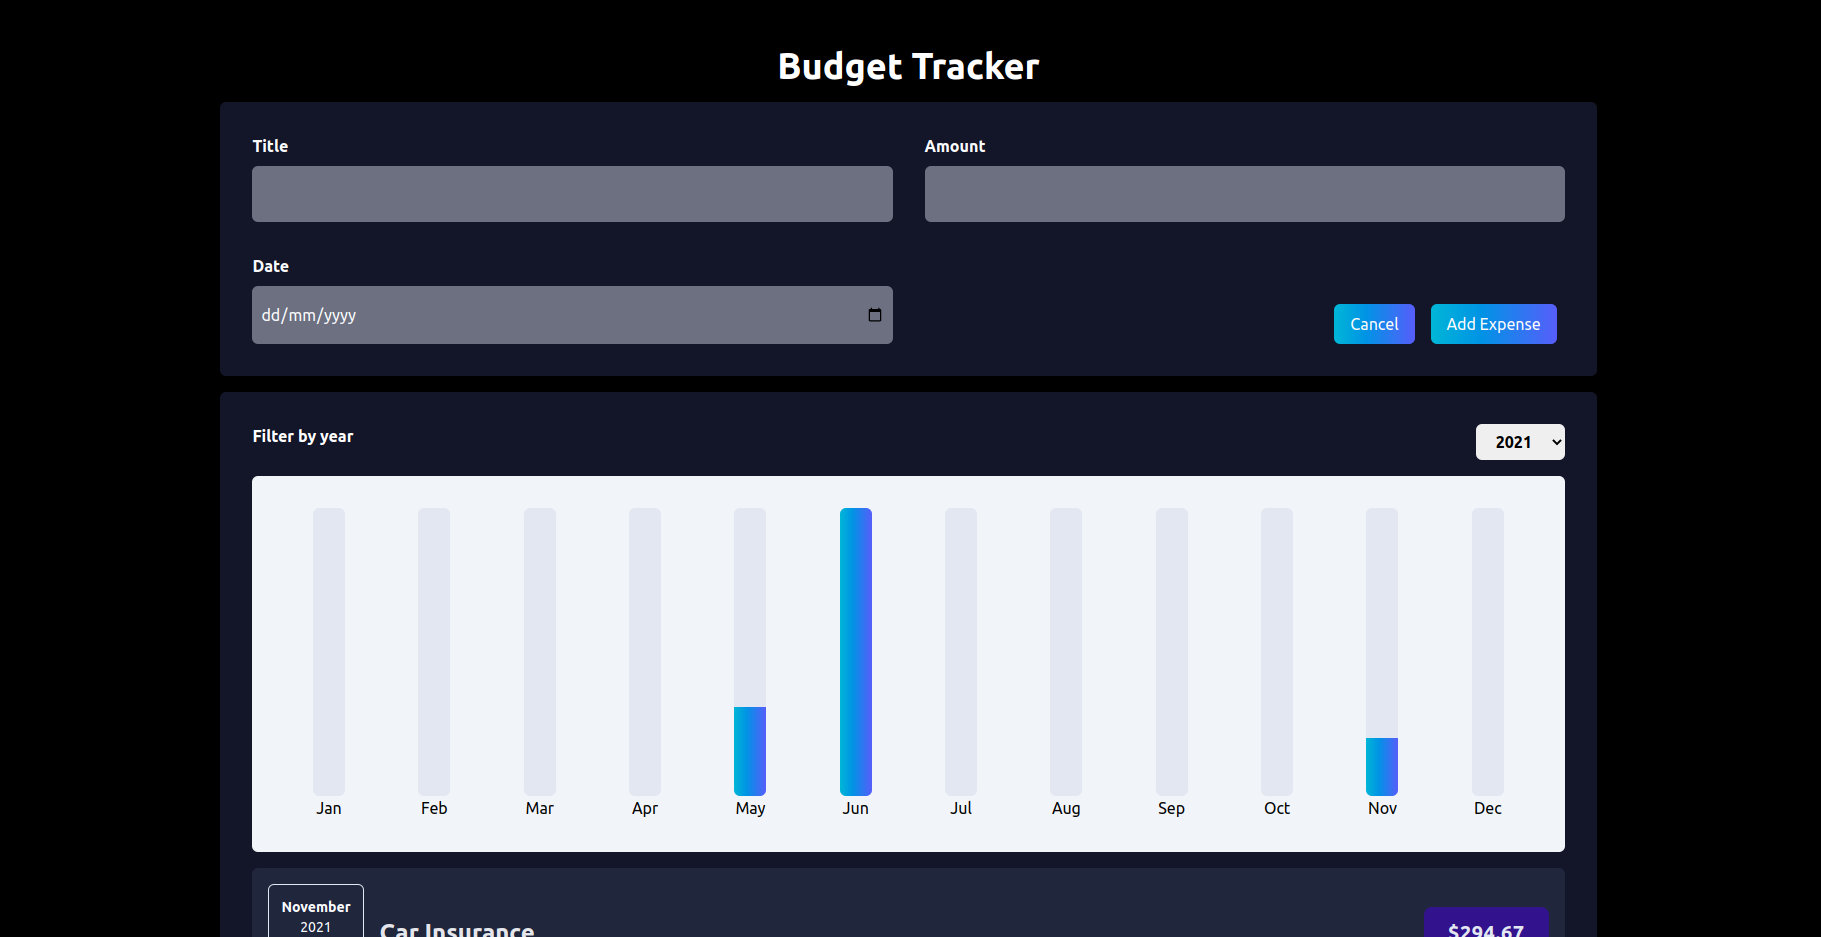 Budget Tracker
Title
Amount
Date
dd/mm/yyyy
Cancel
Add Expense
Filter by year
2021
Jan Feb Mar Apr May Jun Jul Aug Sep Oct Nov Dec
November
2021
Car Insurance
$294.67